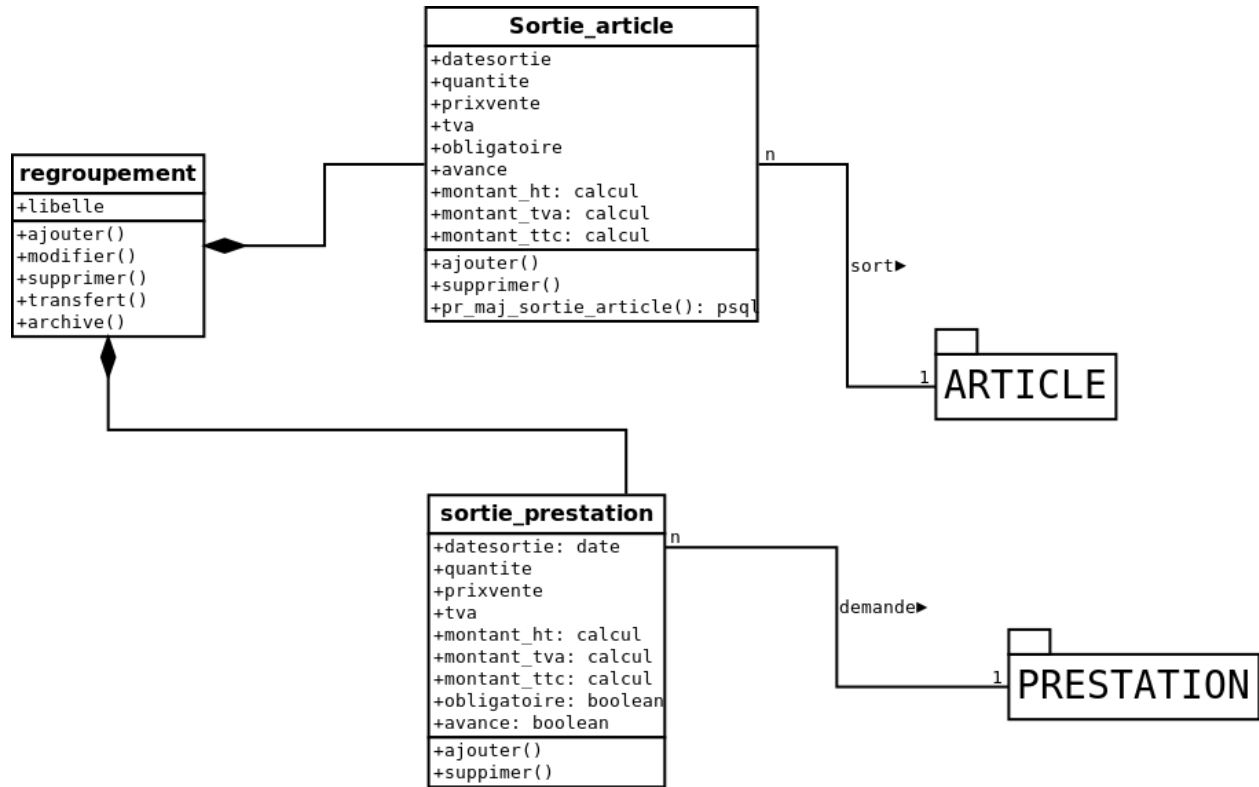 Sortie_article
+datesortie
+quantite
+prixvente
+tva
+obligatoire
+avance
+montant_ht: calcul
+montant_tva: calcul
+montant_ttc: calcul
+ajouter()
+supprimer()
+pr_maj_sortie_article(): psql
regroupement
+libelle
+ajouter()
+modifier()
+supprimer()
+transfert()
+archive()
n
sort►
1
ARTICLE
sortie_prestation
+datesortie: date
+quantite
+prixvente
+tva
+montant_ht: calcul
+montant_tva: calcul
+montant_ttc: calcul
+obligatoire: boolean
+avance: boolean
+ajouter()
+suppimer()
n
demande►
1
PRESTATION